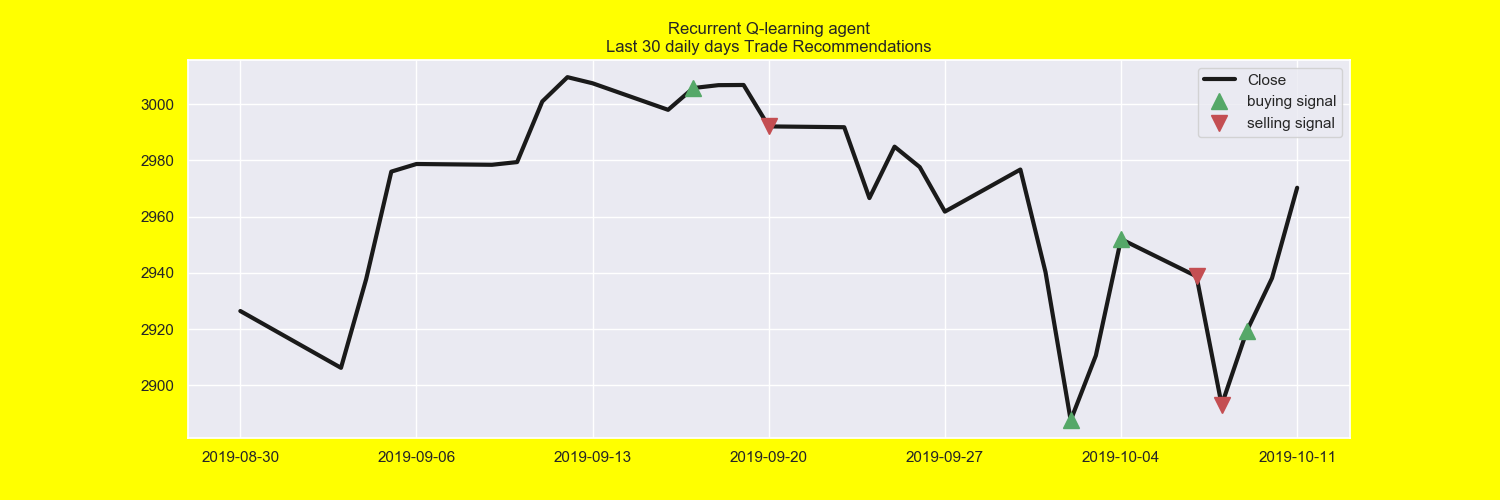 Recurrent Q-learning agent
Last 30 daily days Trade Recommendations
Close
buying signal
selling signal
3000
2980
2960
2940
2920
2900
2019-08-30 2019-09-06 2019-09-13 2019-09-20 2019-09-27 2019-10-04 2019-10-11